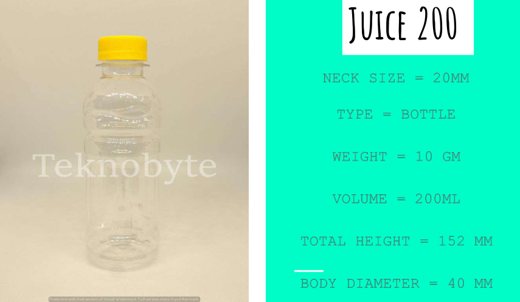 Teknobyte
Juice 200
NECK SIZE = 20MM
TYPE = BOTTLE
WEIGHT = 10 GM
VOLUME = 200ML
TOTAL HEIGHT = 152 MM
BODY DIAMETER = 40 MM